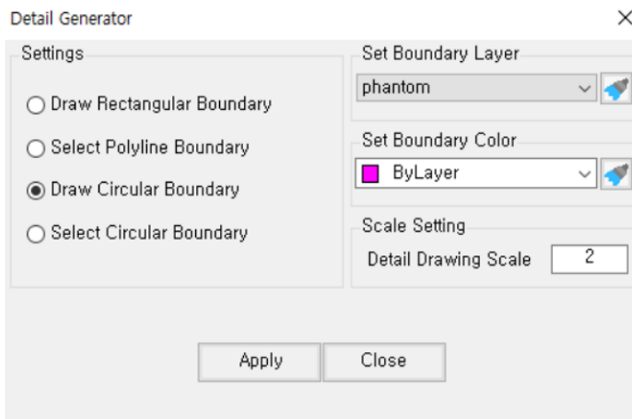 Detail Generator
Settings
Draw Rectangular Boundary
Select Polyline Boundary
Draw Circular Boundary
Select Circular Boundary
Set Boundary Layer
phantom
Set Boundary Color
ByLayer
Scale Setting
Detail Drawing Scale 2
Apply Close